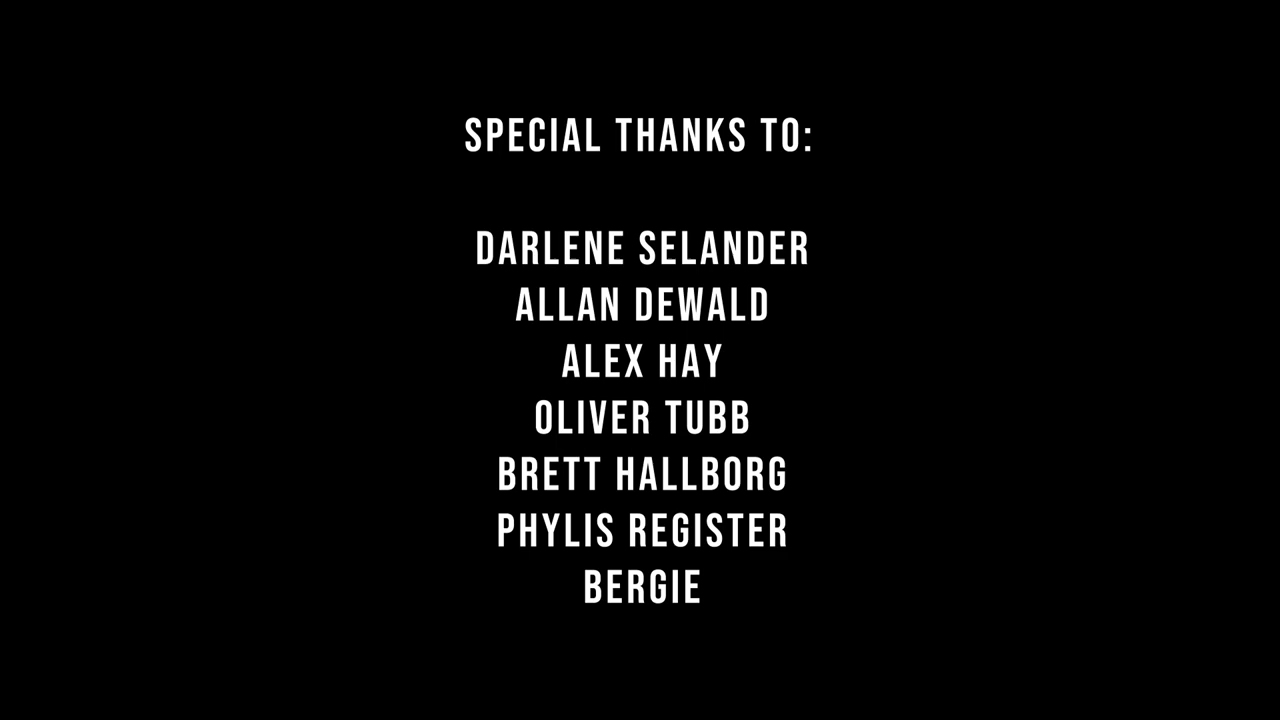 SPECIAL THANKS TO:
DARLENE SELANDER
ALLAN DEWALD
ALEX HAY
OLIVER TUBB
BRETT HALLBORG
PHYLIS REGISTER
BERGIE